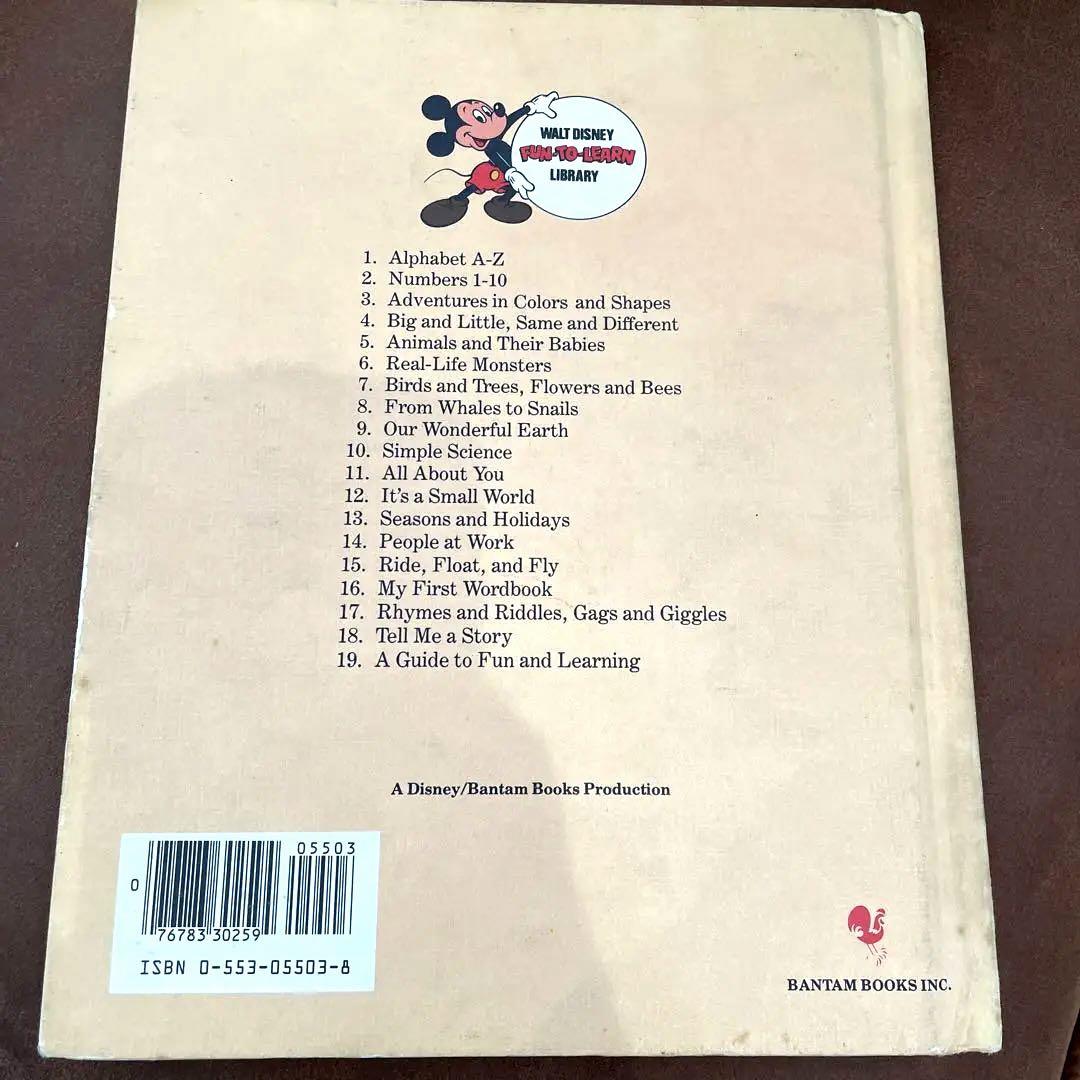 WALT DISNEY
FUN-TO-LEARN
LIBRARY
1. Alphabet A-Z
2. Numbers 1-10
3. Adventures in Colors and Shapes
4. Big and Little, Same and Different
5. Animals and Their Babies
6. Real-Life Monsters
7. Birds and Trees, Flowers and Bees
8. From Whales to Snails
9. Our Wonderful Earth
10. Simple Science
11. All About You
12. It's a Small World
13. Seasons and Holidays
14. People at Work
15. Ride, Float, and Fly
16. My First Wordbook
17. Rhymes and Riddles, Gags and Giggles
18. Tell Me a Story
19. A Guide to Fun and Learning
A Disney/Bantam Books Production
05503
0
76783 30259
ISBN 0-553-05503-8
BANTAM BOOKS INC.